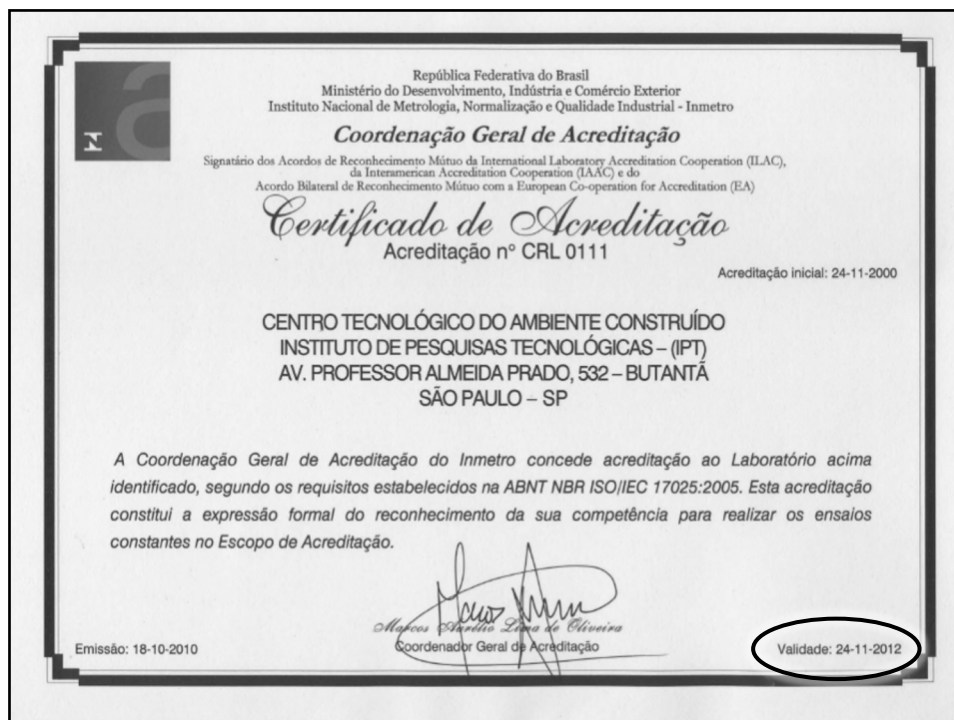 República Federativa do Brasil
Ministério do Desenvolvimento, Indústria e Comércio Exterior
Instituto Nacional de Metrologia, Normalização e Qualidade Industrial - Inmetro
Coordenação Geral de Acreditação
Signatário dos Acordos de Reconhecimento Mútuo da International Laboratory Accreditation Cooperation (ILAC),
da Interamerican Accreditation Cooperation (IAAC) e do
Acordo Bilateral de Reconhecimento Mútuo com a European Co-operation for Accreditation (EA)
Certificado de Acreditação
Acreditação nº CRL 0111
Acreditação inicial: 24-11-2000
CENTRO TECNOLÓGICO DO AMBIENTE CONSTRUÍDO
INSTITUTO DE PESQUISAS TECNOLÓGICAS – (IPT)
AV. PROFESSOR ALMEIDA PRADO, 532 – BUTANTÃ
SÃO PAULO – SP
A Coordenação Geral de Acreditação do Inmetro concede acreditação ao Laboratório acima
identificado, segundo os requisitos estabelecidos na ABNT NBR ISO/IEC 17025:2005. Esta acreditação
constitui a expressão formal do reconhecimento da sua competência para realizar os ensaios
constantes no Escopo de Acreditação.
Marcos Aurélio Lima de Oliveira
Coordenador Geral de Acreditação
Emissão: 18-10-2010
Validade: 24-11-2012